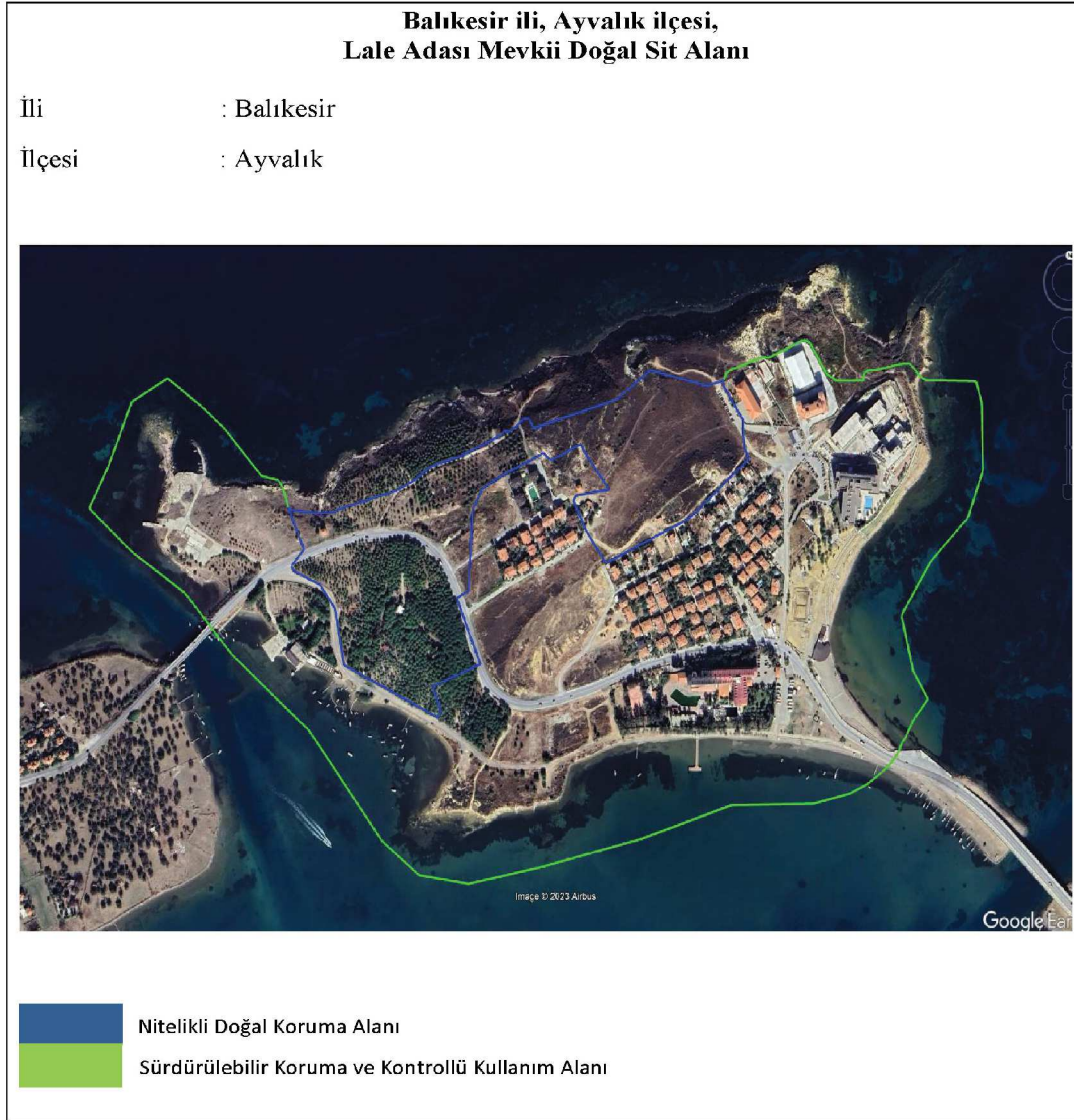 Balıkesir ili, Ayvalık ilçesi,
Lale Adası Mevkii Doğal Sit Alanı
İli : Balıkesir
İlçesi : Ayvalık
Image © 2023 Airbus
Google Ear
Nitelikli Doğal Koruma Alanı
Sürdürülebilir Koruma ve Kontrollü Kullanım Alanı